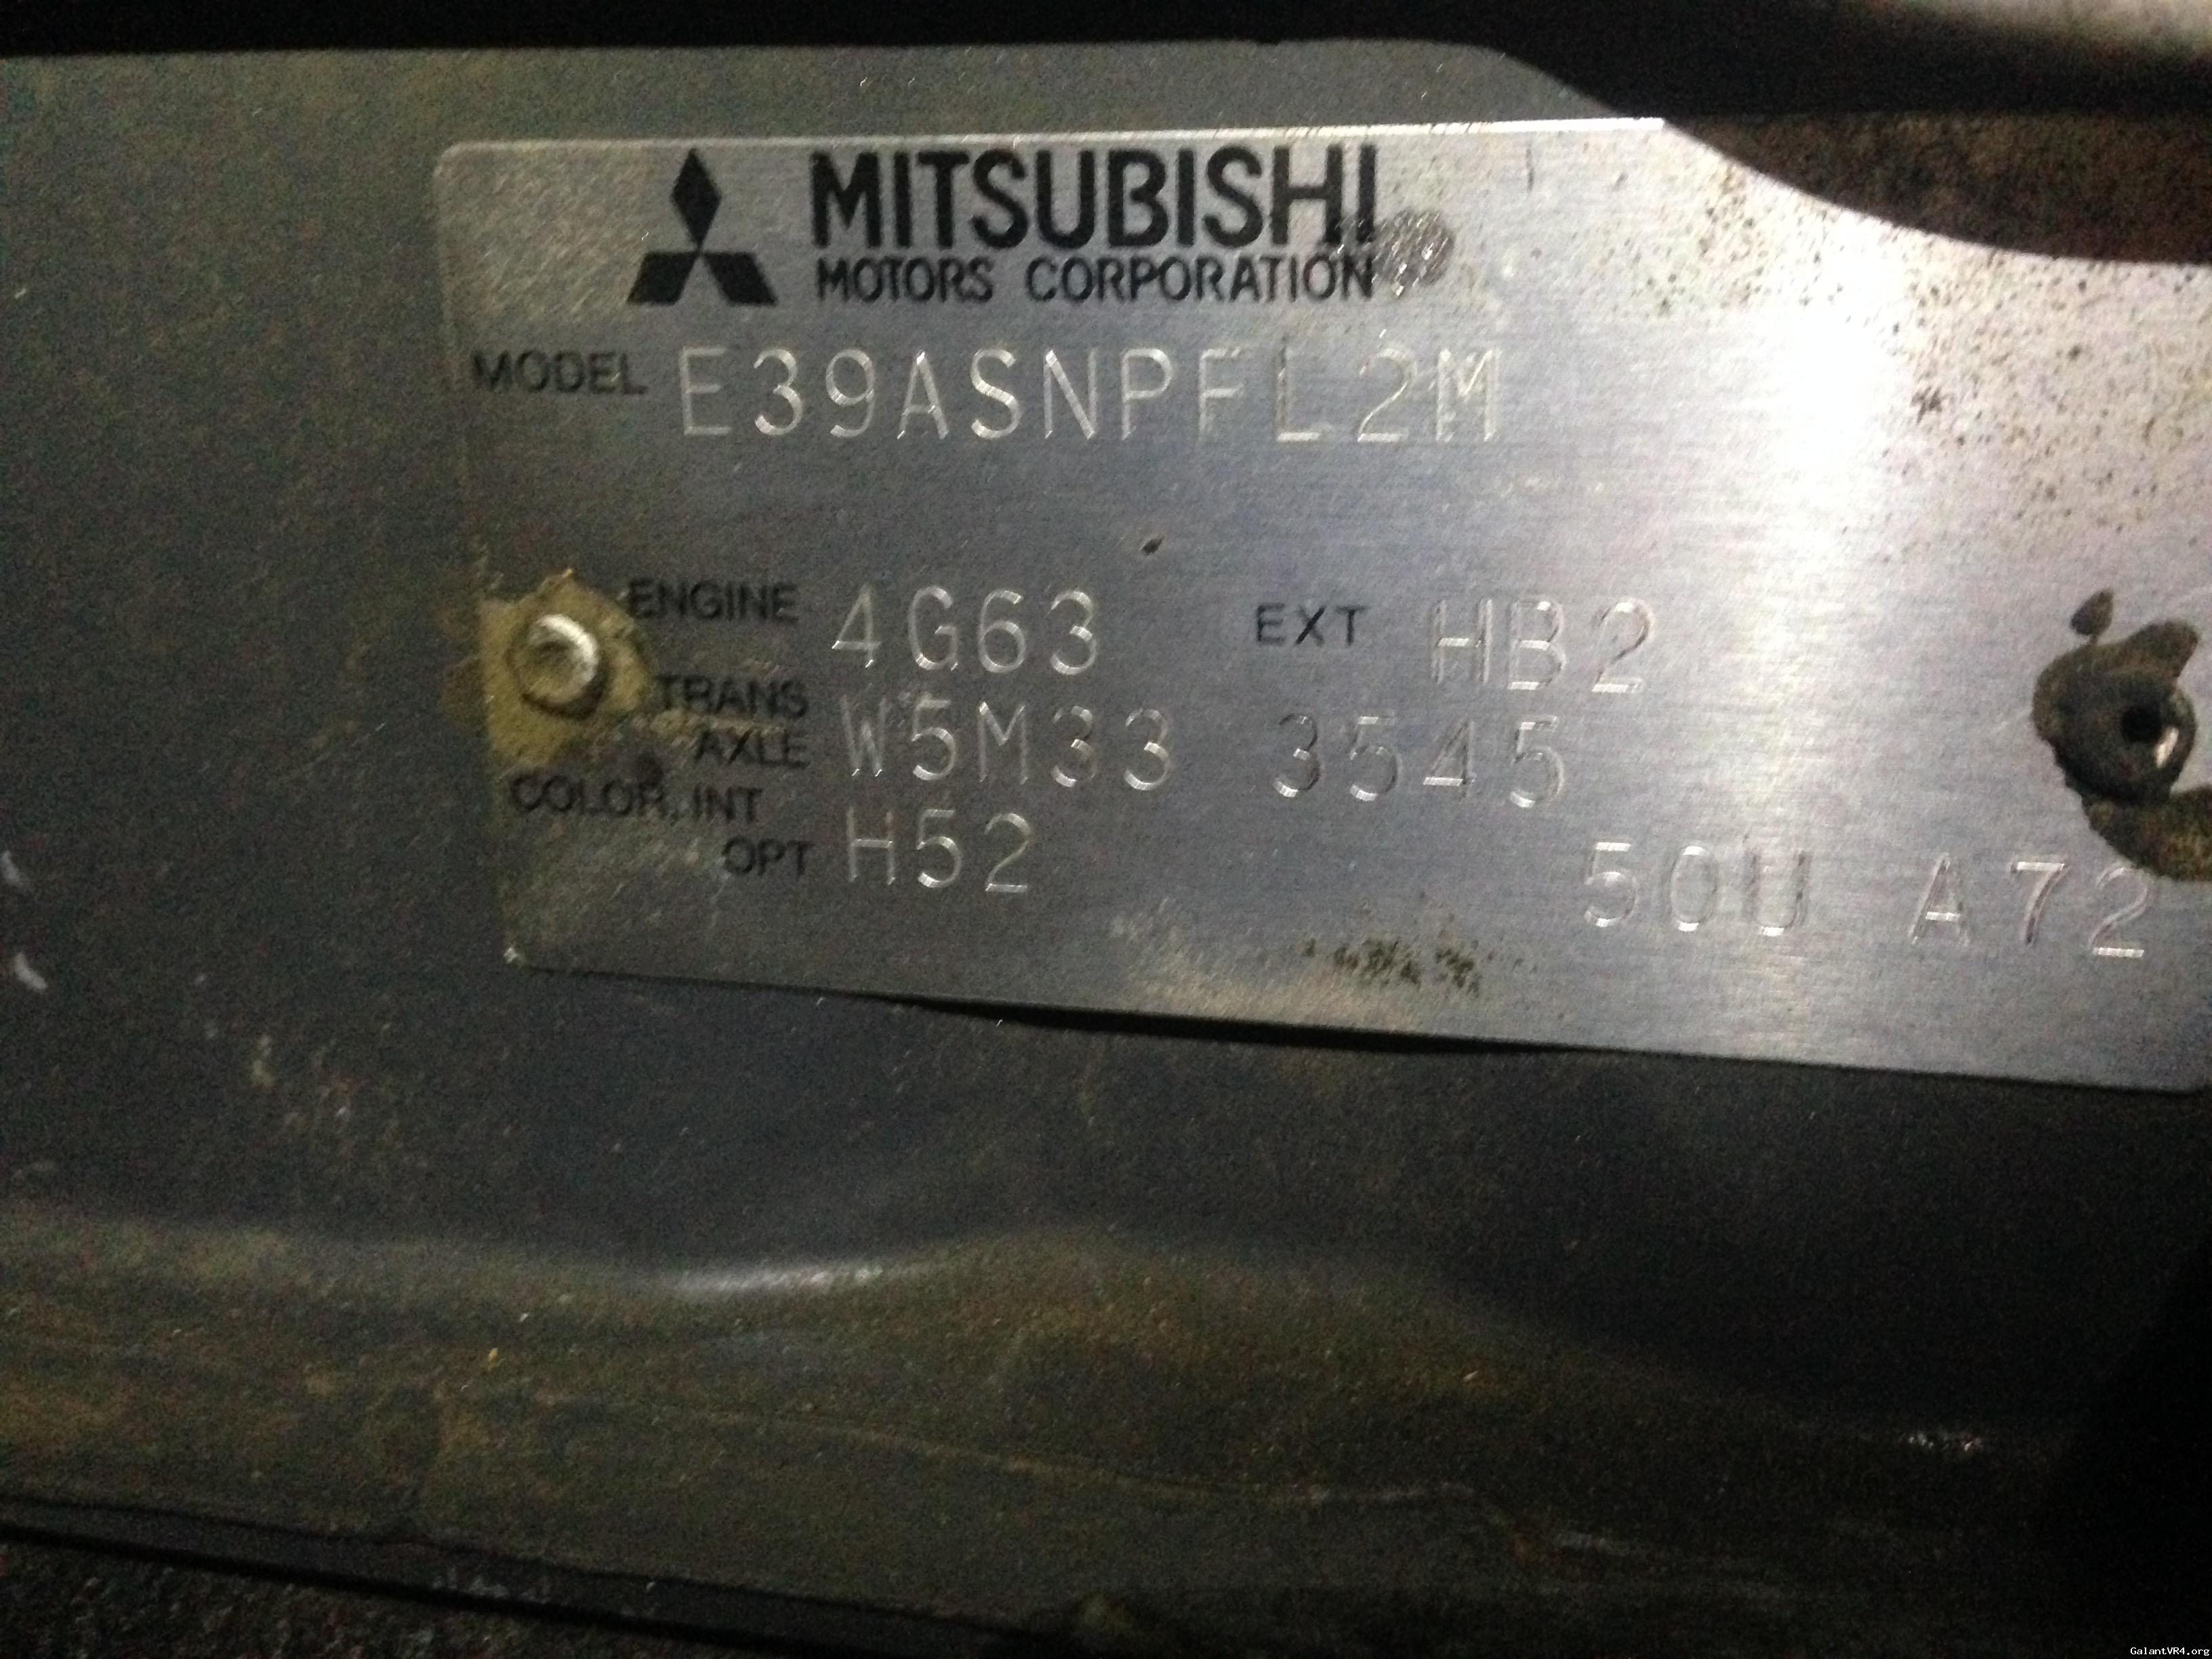 MITSUBISHI
MOTORS CORPORATION
MODEL E39ASNPFL2M
ENGINE 4G63 EXT HB2
TRANS
AXLE W5M33 3545
COLOR, INT
OPT H52 50U A72
GalantVR4.org